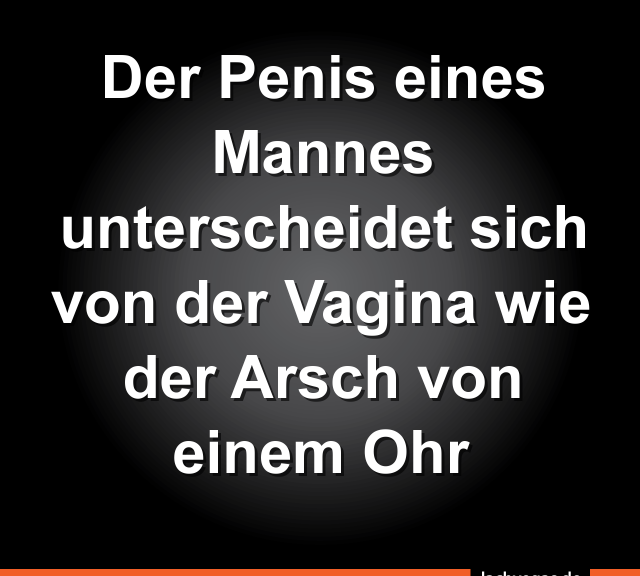 Der Penis eines
Mannes
unterscheidet sich
von der Vagina wie
der Arsch von
einem Ohr